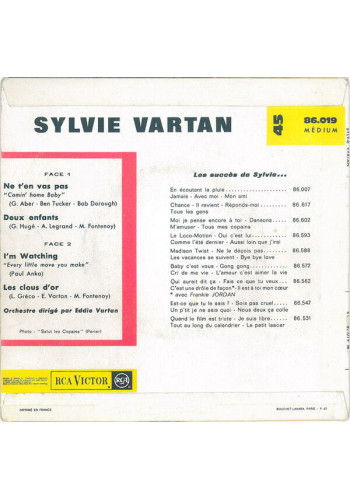 SYLVIE VARTAN
45
86.019
MÉDIUM
FACE 1
Ne t'en vas pas
"Comin' home Baby"
(G. Aber - Ben Tucker - Bob Dorough)
Deux enfants
(G. Hugé - A. Legrand - M. Fontenoy)
FACE 2
I'm Watching
"Every little move you make"
(Paul Anka)
Les clous d'or
(L. Gréco - E. Vartan - M. Fontenoy)
Orchestre dirigé par Eddie Vartan
Photo : "Salut les Copains" (Perier)
Les succès de Sylvie...
En écoutant la pluie 86.007
Jamais - Avec moi - Mon ami
Chance - Il revient - Réponds-moi 86.617
Tous les gens
Moi je pense encore à toi - Dansons 86.602
M'amuser - Tous mes copains
Le Loco-Motion - Oui c'est lui 86.593
Comme l'été dernier - Aussi loin que j'irai
Madison Twist - Ne le déçois pas 86.588
Les vacances se suivent - Bye bye love
Baby c'est vous - Gong gong 86.572
Cri de ma vie - L'amour c'est aimer la vie
Qui aurait dit ça - Fais ce que tu veux 86.562
C'est une drôle de façon* - Il est à toi mon cœur
* avec Frankie JORDAN
Est-ce que tu le sais ? - Sois pas cruel 86.547
Un p'tit je ne sais quoi - Nous deux ça colle
Quand le film est triste - Je suis libre 86.531
Tout au long du calendrier - Le petit lascar
RCA VICTOR
RCA
IMPRIMÉ EN FRANCE